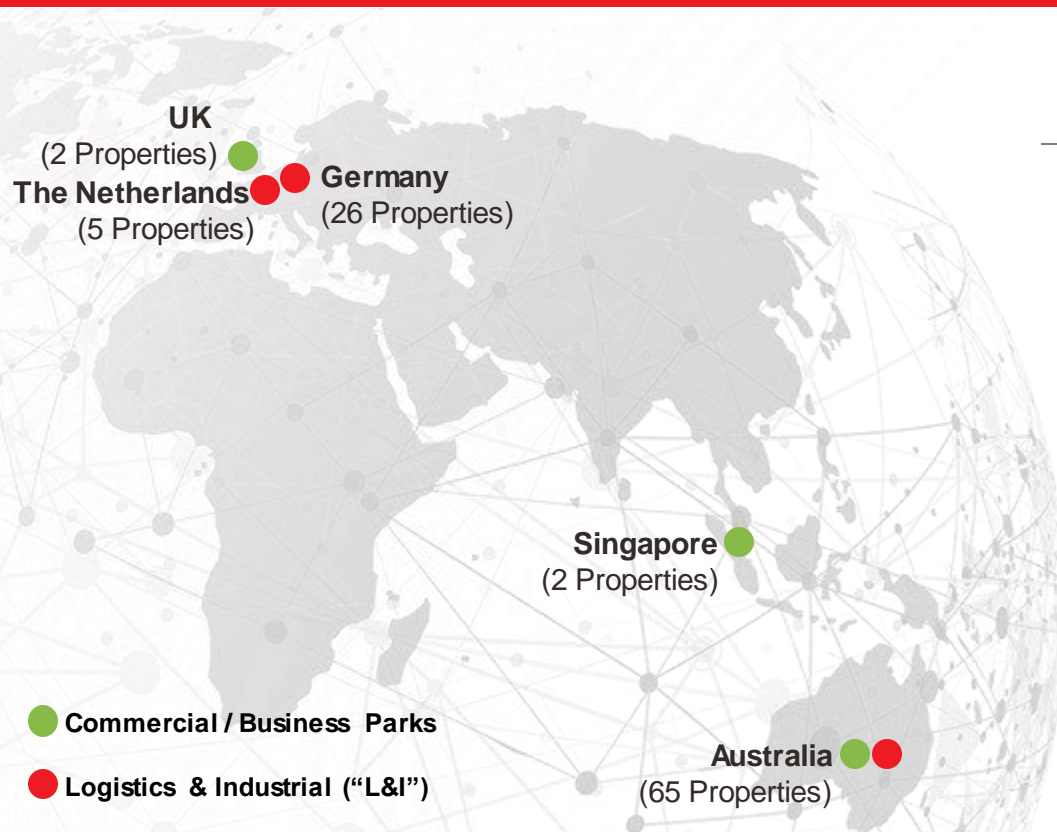 UK
(2 Properties)
The Netherlands
(5 Properties)
Germany
(26 Properties)
Singapore
(2 Properties)
Australia
(65 Properties)
Commercial / Business Parks
Logistics & Industrial (“L&I”)